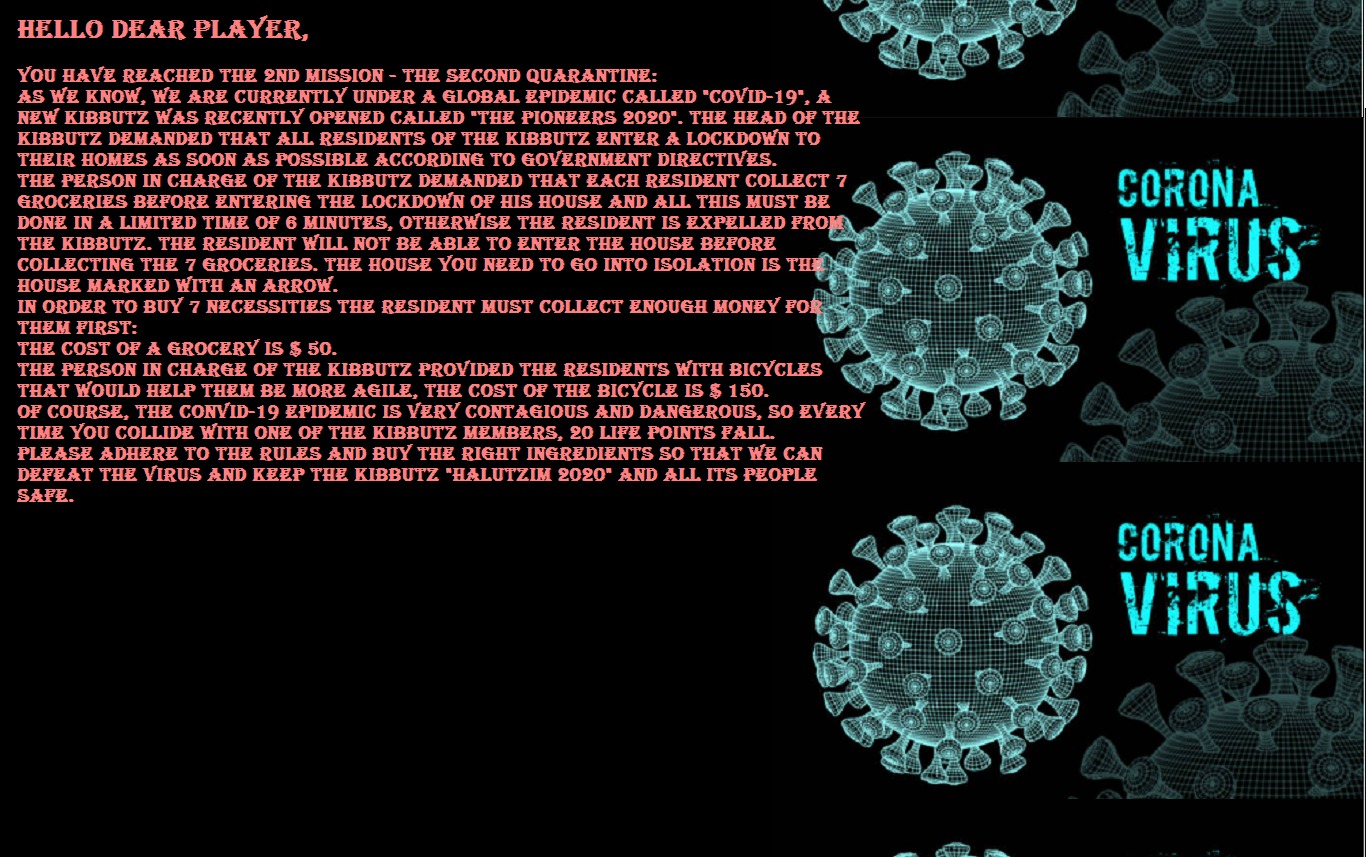 HELLO DEAR PLAYER,
YOU HAVE REACHED THE 2ND MISSION - THE SECOND QUARANTINE:
AS WE KNOW, WE ARE CURRENTLY UNDER A GLOBAL EPIDEMIC CALLED "COVID-19", A
NEW KIBBUTZ WAS RECENTLY OPENED CALLED "THE PIONEERS 2020". THE HEAD OF THE
KIBBUTZ DEMANDED THAT ALL RESIDENTS OF THE KIBBUTZ ENTER A LOCKDOWN TO
THEIR HOMES AS SOON AS POSSIBLE ACCORDING TO GOVERNMENT DIRECTIVES.
THE PERSON IN CHARGE OF THE KIBBUTZ DEMANDED THAT EACH RESIDENT COLLECT 7
GROCERIES BEFORE ENTERING THE LOCKDOWN OF HIS HOUSE AND ALL THIS MUST BE
DONE IN A LIMITED TIME OF 6 MINUTES, OTHERWISE THE RESIDENT IS EXPELLED FROM
THE KIBBUTZ. THE RESIDENT WILL NOT BE ABLE TO ENTER THE HOUSE BEFORE
COLLECTING THE 7 GROCERIES. THE HOUSE YOU NEED TO GO INTO ISOLATION IS THE
HOUSE MARKED WITH AN ARROW.
IN ORDER TO BUY 7 NECESSITIES THE RESIDENT MUST COLLECT ENOUGH MONEY FOR
THEM FIRST:
THE COST OF A GROCERY IS $ 50.
THE PERSON IN CHARGE OF THE KIBBUTZ PROVIDED THE RESIDENTS WITH BICYCLES
THAT WOULD HELP THEM BE MORE AGILE, THE COST OF THE BICYCLE IS $ 150.
OF COURSE, THE CONVID-19 EPIDEMIC IS VERY CONTAGIOUS AND DANGEROUS, SO EVERY
TIME YOU COLLIDE WITH ONE OF THE KIBBUTZ MEMBERS, 20 LIFE POINTS FALL.
PLEASE ADHERE TO THE RULES AND BUY THE RIGHT INGREDIENTS SO THAT WE CAN
DEFEAT THE VIRUS AND KEEP THE KIBBUTZ "HALUTZIM 2020" AND ALL ITS PEOPLE
SAFE.
CORONA
VIRUS
CORONA
VIRUS